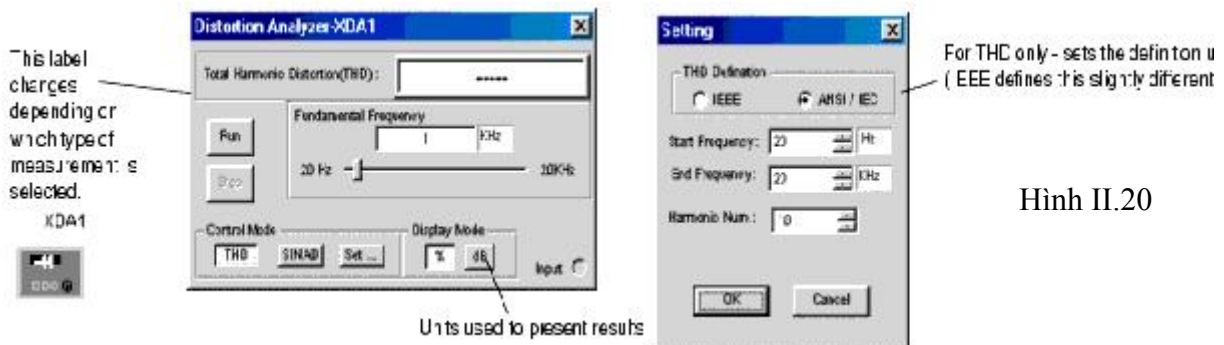 This label
changes
depending on
which type of
measurement is
selected.
XDA1
Distortion Analyzer-XDA1
Total Harmonic Distortion(THD) :
-----
Run
Stop
Fundamental Frequency
1 KHz
20 Hz 20KHz
Control Mode
THD SINAD Set ...
Display Mode
% dB
Input
Units used to present results
Setting
THD Defination
IEEE ANSI / IEC
Start Frequency: 20 Hz
End Frequency: 20 KHz
Harmonic Num.: 10
OK Cancel
For THD only - sets the definition u
( EEE defines this slightly different
Hình II.20